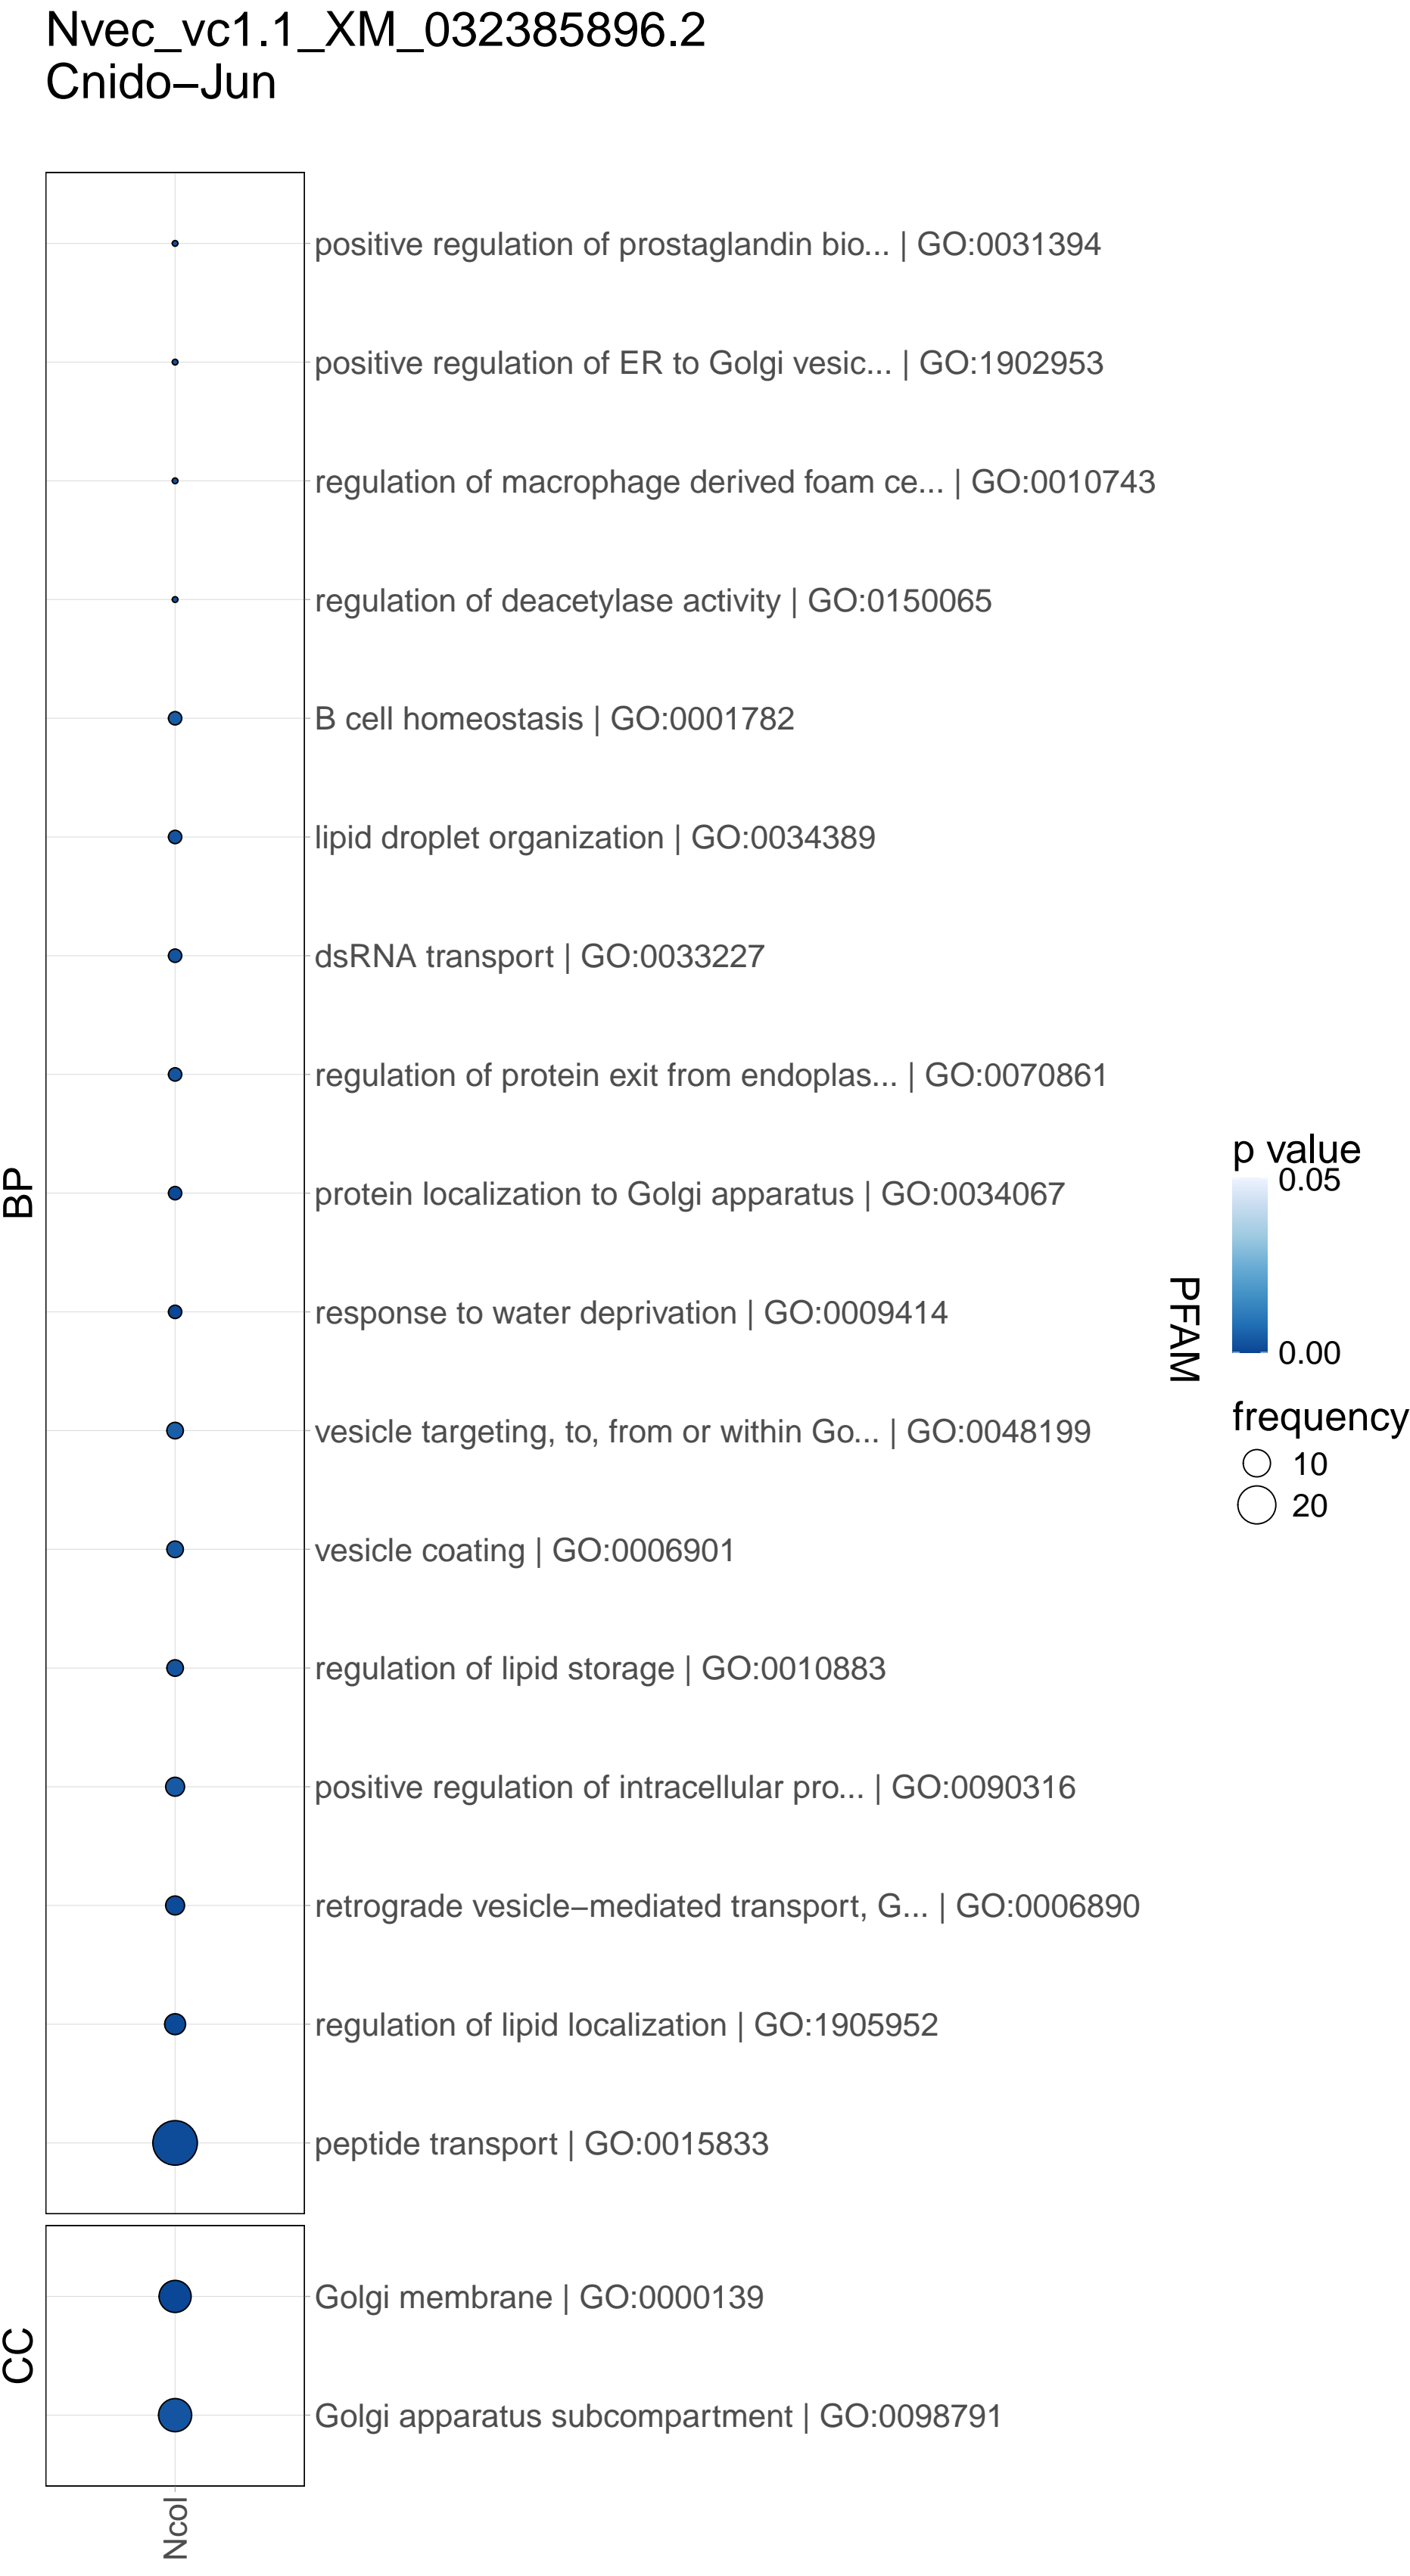 Nvec_vc1.1_XM_032385896.2
Cnido−Jun
positive regulation of prostaglandin bio... | GO:0031394
positive regulation of ER to Golgi vesic... | GO:1902953
regulation of macrophage derived foam ce... | GO:0010743
regulation of deacetylase activity | GO:0150065
B cell homeostasis | GO:0001782
lipid droplet organization | GO:0034389
dsRNA transport | GO:0033227
regulation of protein exit from endoplas... | GO:0070861
protein localization to Golgi apparatus | GO:0034067
response to water deprivation | GO:0009414
vesicle targeting, to, from or within Go... | GO:0048199
vesicle coating | GO:0006901
regulation of lipid storage | GO:0010883
positive regulation of intracellular pro... | GO:0090316
retrograde vesicle−mediated transport, G... | GO:0006890
regulation of lipid localization | GO:1905952
peptide transport | GO:0015833
BP
Golgi membrane | GO:0000139
Golgi apparatus subcompartment | GO:0098791
CC
Ncol
PFAM
p value
0.05
0.00
frequency
10
20